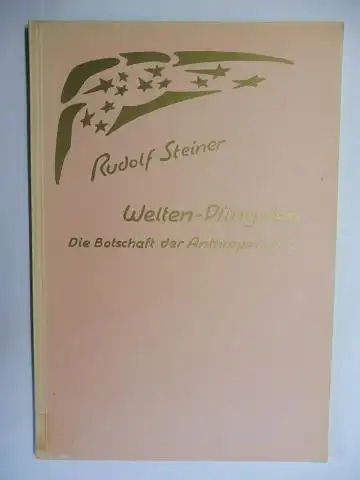 Rudolf Steiner
Welten-Pfingsten
Die Botschaft der Anthroposophie